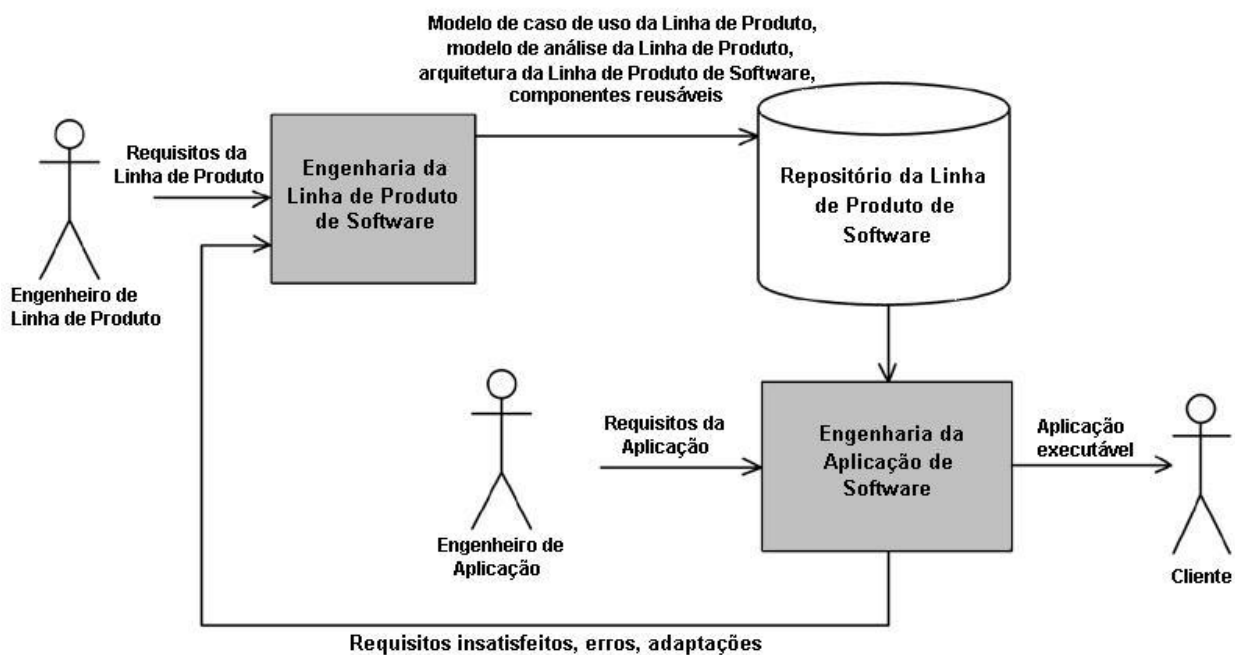 Modelo de caso de uso da Linha de Produto,
modelo de análise da Linha de Produto,
arquitetura da Linha de Produto de Software,
componentes reusáveis
Requisitos da
Linha de Produto
Engenharia da
Linha de Produto
de Software
Repositório da Linha
de Produto de
Software
Engenheiro de
Linha de Produto
Requisitos da
Aplicação
Engenharia da
Aplicação de
Software
Aplicação
executável
Engenheiro de
Aplicação
Cliente
Requisitos insatisfeitos, erros, adaptações